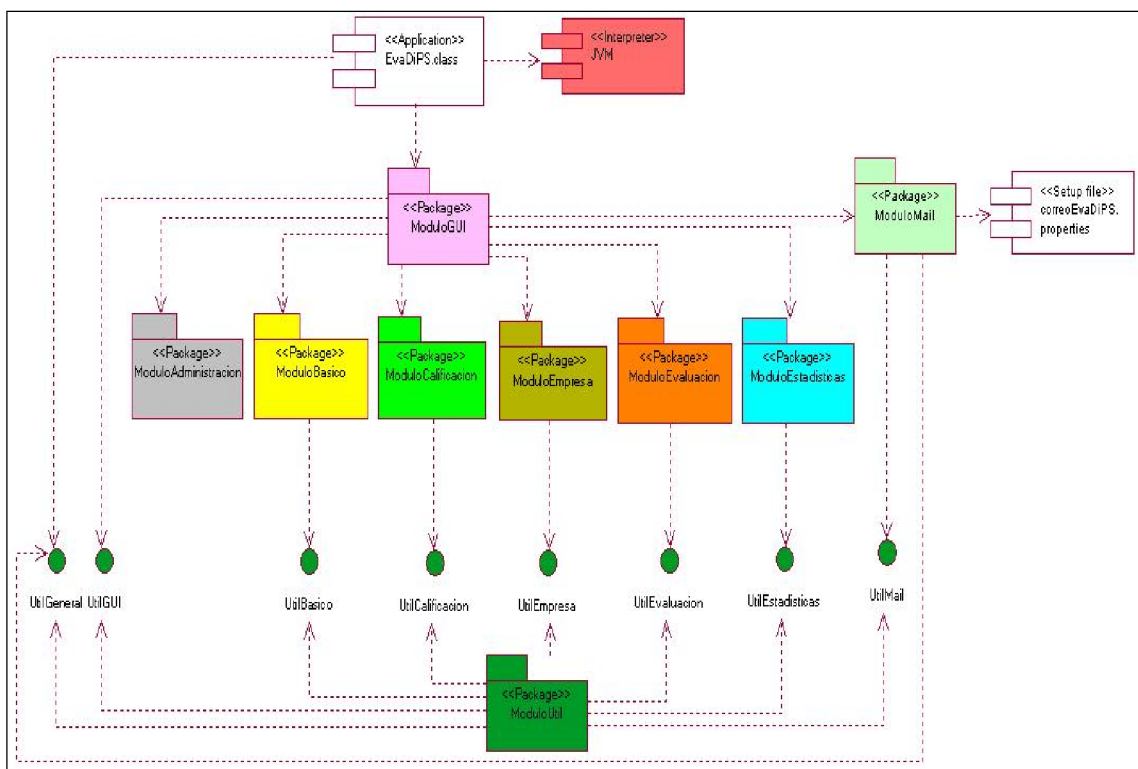 <<Application>>
EvaDiPS.class
<<Interpreter>>
JVM
<<Package>>
ModuloGUI
<<Package>>
ModuloMail
<<Setup file>>
correoEvaDiPS.
properties
<<Package>>
ModuloAdministracion
<<Package>>
ModuloBasico
<<Package>>
ModuloCalificacion
<<Package>>
ModuloEmpresa
<<Package>>
ModuloEvaluacion
<<Package>>
ModuloEstadisticas
UtilGeneral
UtilGUI
UtilBasico
UtilCalificacion
UtilEmpresa
UtilEvaluacion
UtilEstadisticas
UtilMail
<<Package>>
ModuloUtil